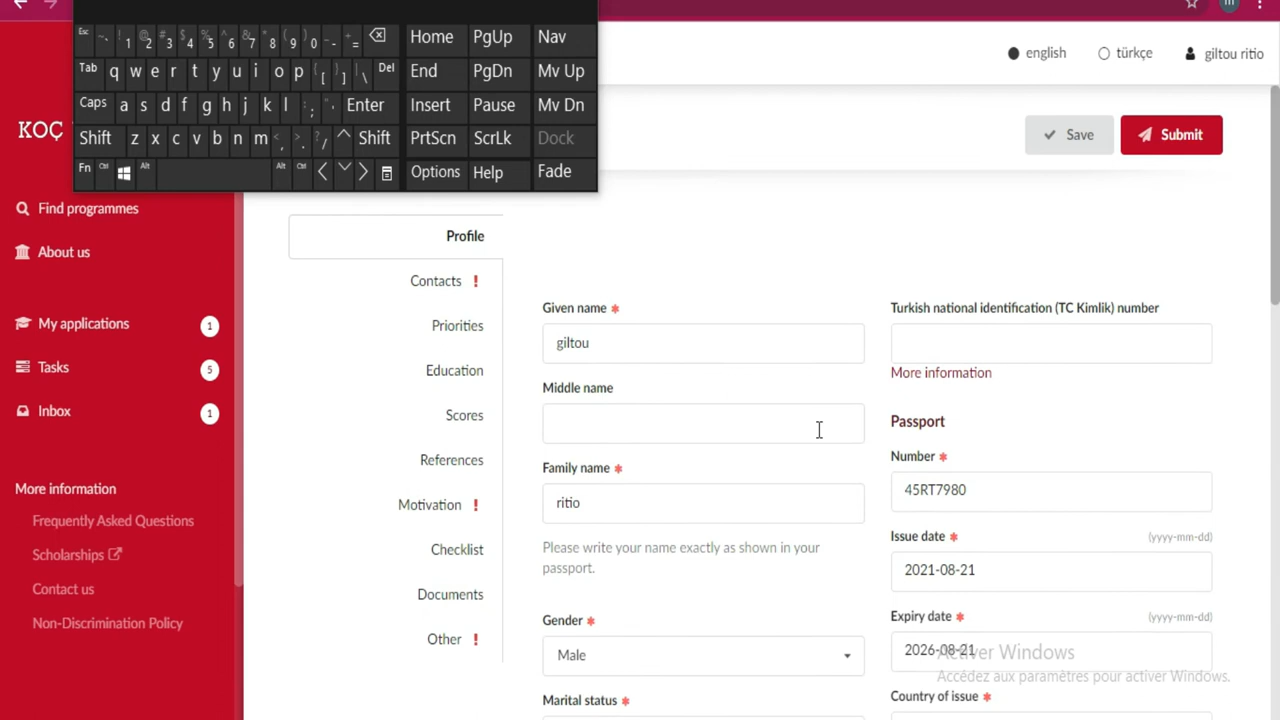 Esc ~ ` ! 1 @ 2 # 3 $ 4 % 5 ^ 6 & 7 * 8 ( 9 ) 0 _ - + = Home PgUp Nav
Tab q w e r t y u i o p { [ } ] | \ Del End PgDn Mv Up
Caps a s d f g h j k l : ; " ' Enter Insert Pause Mv Dn
Shift z x c v b n m < , > . ? / Shift PrtScn ScrLk Dock
Fn Ctrl Alt Alt Ctrl Options Help Fade
english türkçe giltou ritio
KOÇ
Save Submit
Find programmes
About us
My applications 1
Tasks 5
Inbox 1
More information
Frequently Asked Questions
Scholarships
Contact us
Non-Discrimination Policy
Profile
Contacts !
Priorities
Education
Scores
References
Motivation !
Checklist
Documents
Other !
Given name *
giltou
Middle name
Family name *
ritio
Please write your name exactly as shown in your
passport.
Gender *
Male
Marital status *
Turkish national identification (TC Kimlik) number
More information
Passport
Number *
45RT7980
Issue date * (yyyy-mm-dd)
2021-08-21
Expiry date * (yyyy-mm-dd)
2026-08-21
Country of issue *
Activer Windows
Accédez aux paramètres pour activer Windows.